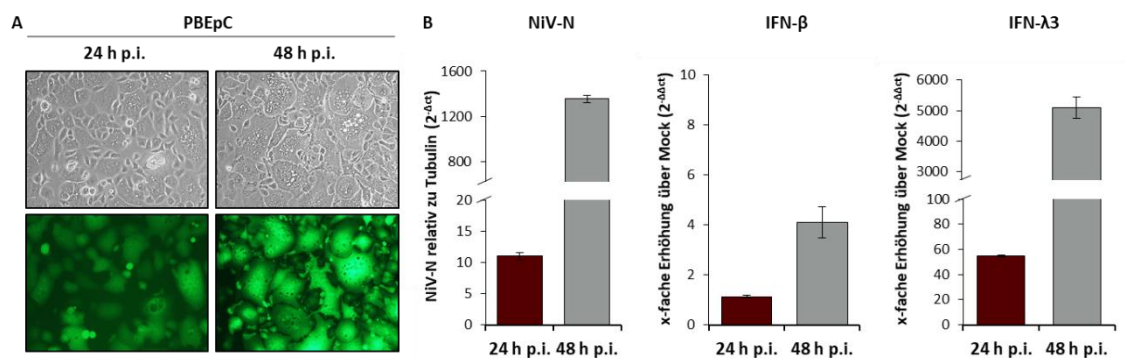 A
PBEpC
24 h p.i.
48 h p.i.
B
NiV-N
NiV-N relativ zu Tubulin (2^-Δct)
1600
1200
800
20
15
10
5
0
24 h p.i. 48 h p.i.
IFN-β
x-fache Erhöhung über Mock (2^-ΔΔct)
10
8
6
4
2
0
24 h p.i. 48 h p.i.
IFN-λ3
x-fache Erhöhung über Mock (2^-ΔΔct)
6000
5000
4000
3000
100
80
60
40
20
0
24 h p.i. 48 h p.i.